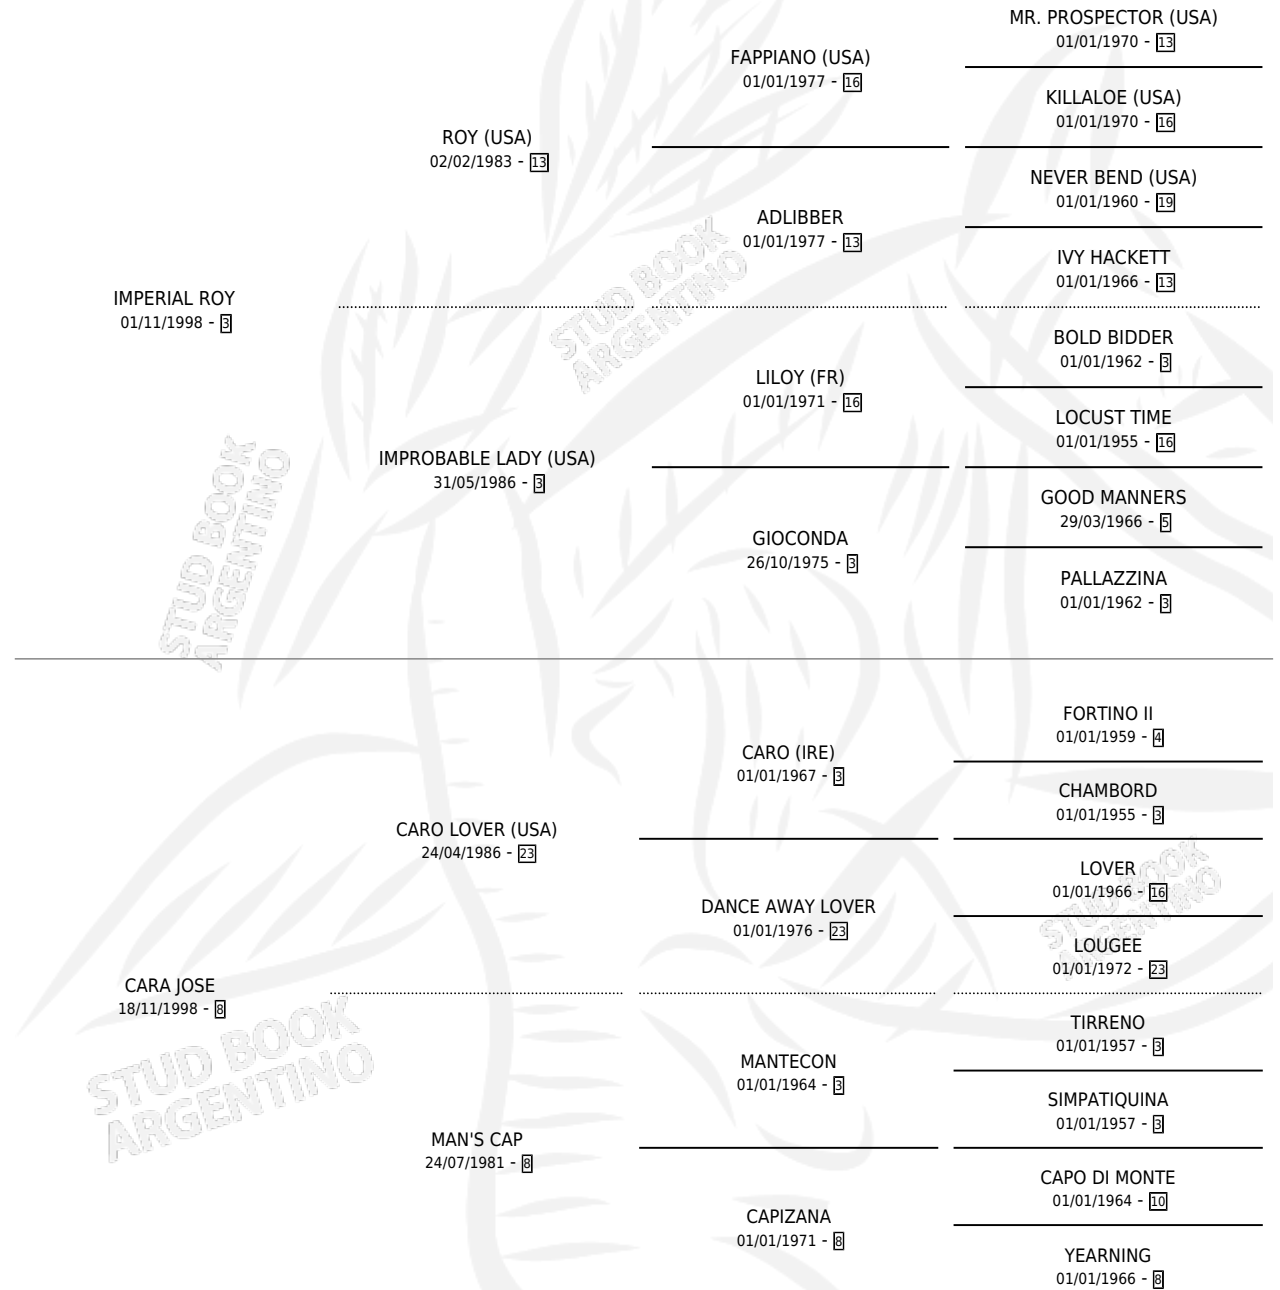 MR. PROSPECTOR (USA)
01/01/1970 - 13
FAPPIANO (USA)
01/01/1977 - 16
KILLALOE (USA)
01/01/1970 - 16
ROY (USA)
02/02/1983 - 13
NEVER BEND (USA)
01/01/1960 - 19
ADLIBBER
01/01/1977 - 13
IVY HACKETT
01/01/1966 - 13
IMPERIAL ROY
01/11/1998 - 3
BOLD BIDDER
01/01/1962 - 3
LILOY (FR)
01/01/1971 - 16
LOCUST TIME
01/01/1955 - 16
IMPROBABLE LADY (USA)
31/05/1986 - 3
GOOD MANNERS
29/03/1966 - 5
GIOCONDA
26/10/1975 - 3
PALLAZZINA
01/01/1962 - 3
STUD BOOK
ARGENTINO
STUD BOOK
ARGENTINO
FORTINO II
01/01/1959 - 4
CARO (IRE)
01/01/1967 - 3
CHAMBORD
01/01/1955 - 3
CARO LOVER (USA)
24/04/1986 - 23
LOVER
01/01/1966 - 16
DANCE AWAY LOVER
01/01/1976 - 23
LOUGEE
01/01/1972 - 23
STUD BOOK
ARGENTINO
CARA JOSE
18/11/1998 - 8
TIRRENO
01/01/1957 - 3
MANTECON
01/01/1964 - 3
SIMPATIQUINA
01/01/1957 - 3
STUD BOOK
ARGENTINO
MAN'S CAP
24/07/1981 - 8
CAPO DI MONTE
01/01/1964 - 10
CAPIZANA
01/01/1971 - 8
YEARNING
01/01/1966 - 8